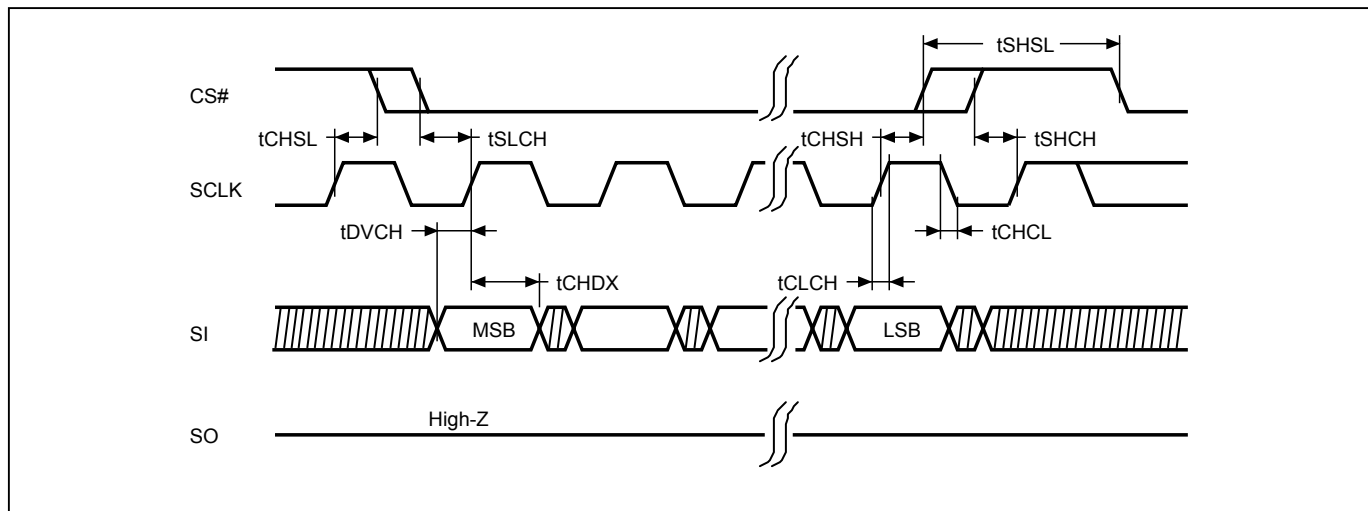 tSHSL
CS#
tCHSL
tSLCH
tCHSH
tSHCH
SCLK
tDVCH
tCHCL
tCHDX
tCLCH
SI
MSB
LSB
High-Z
SO